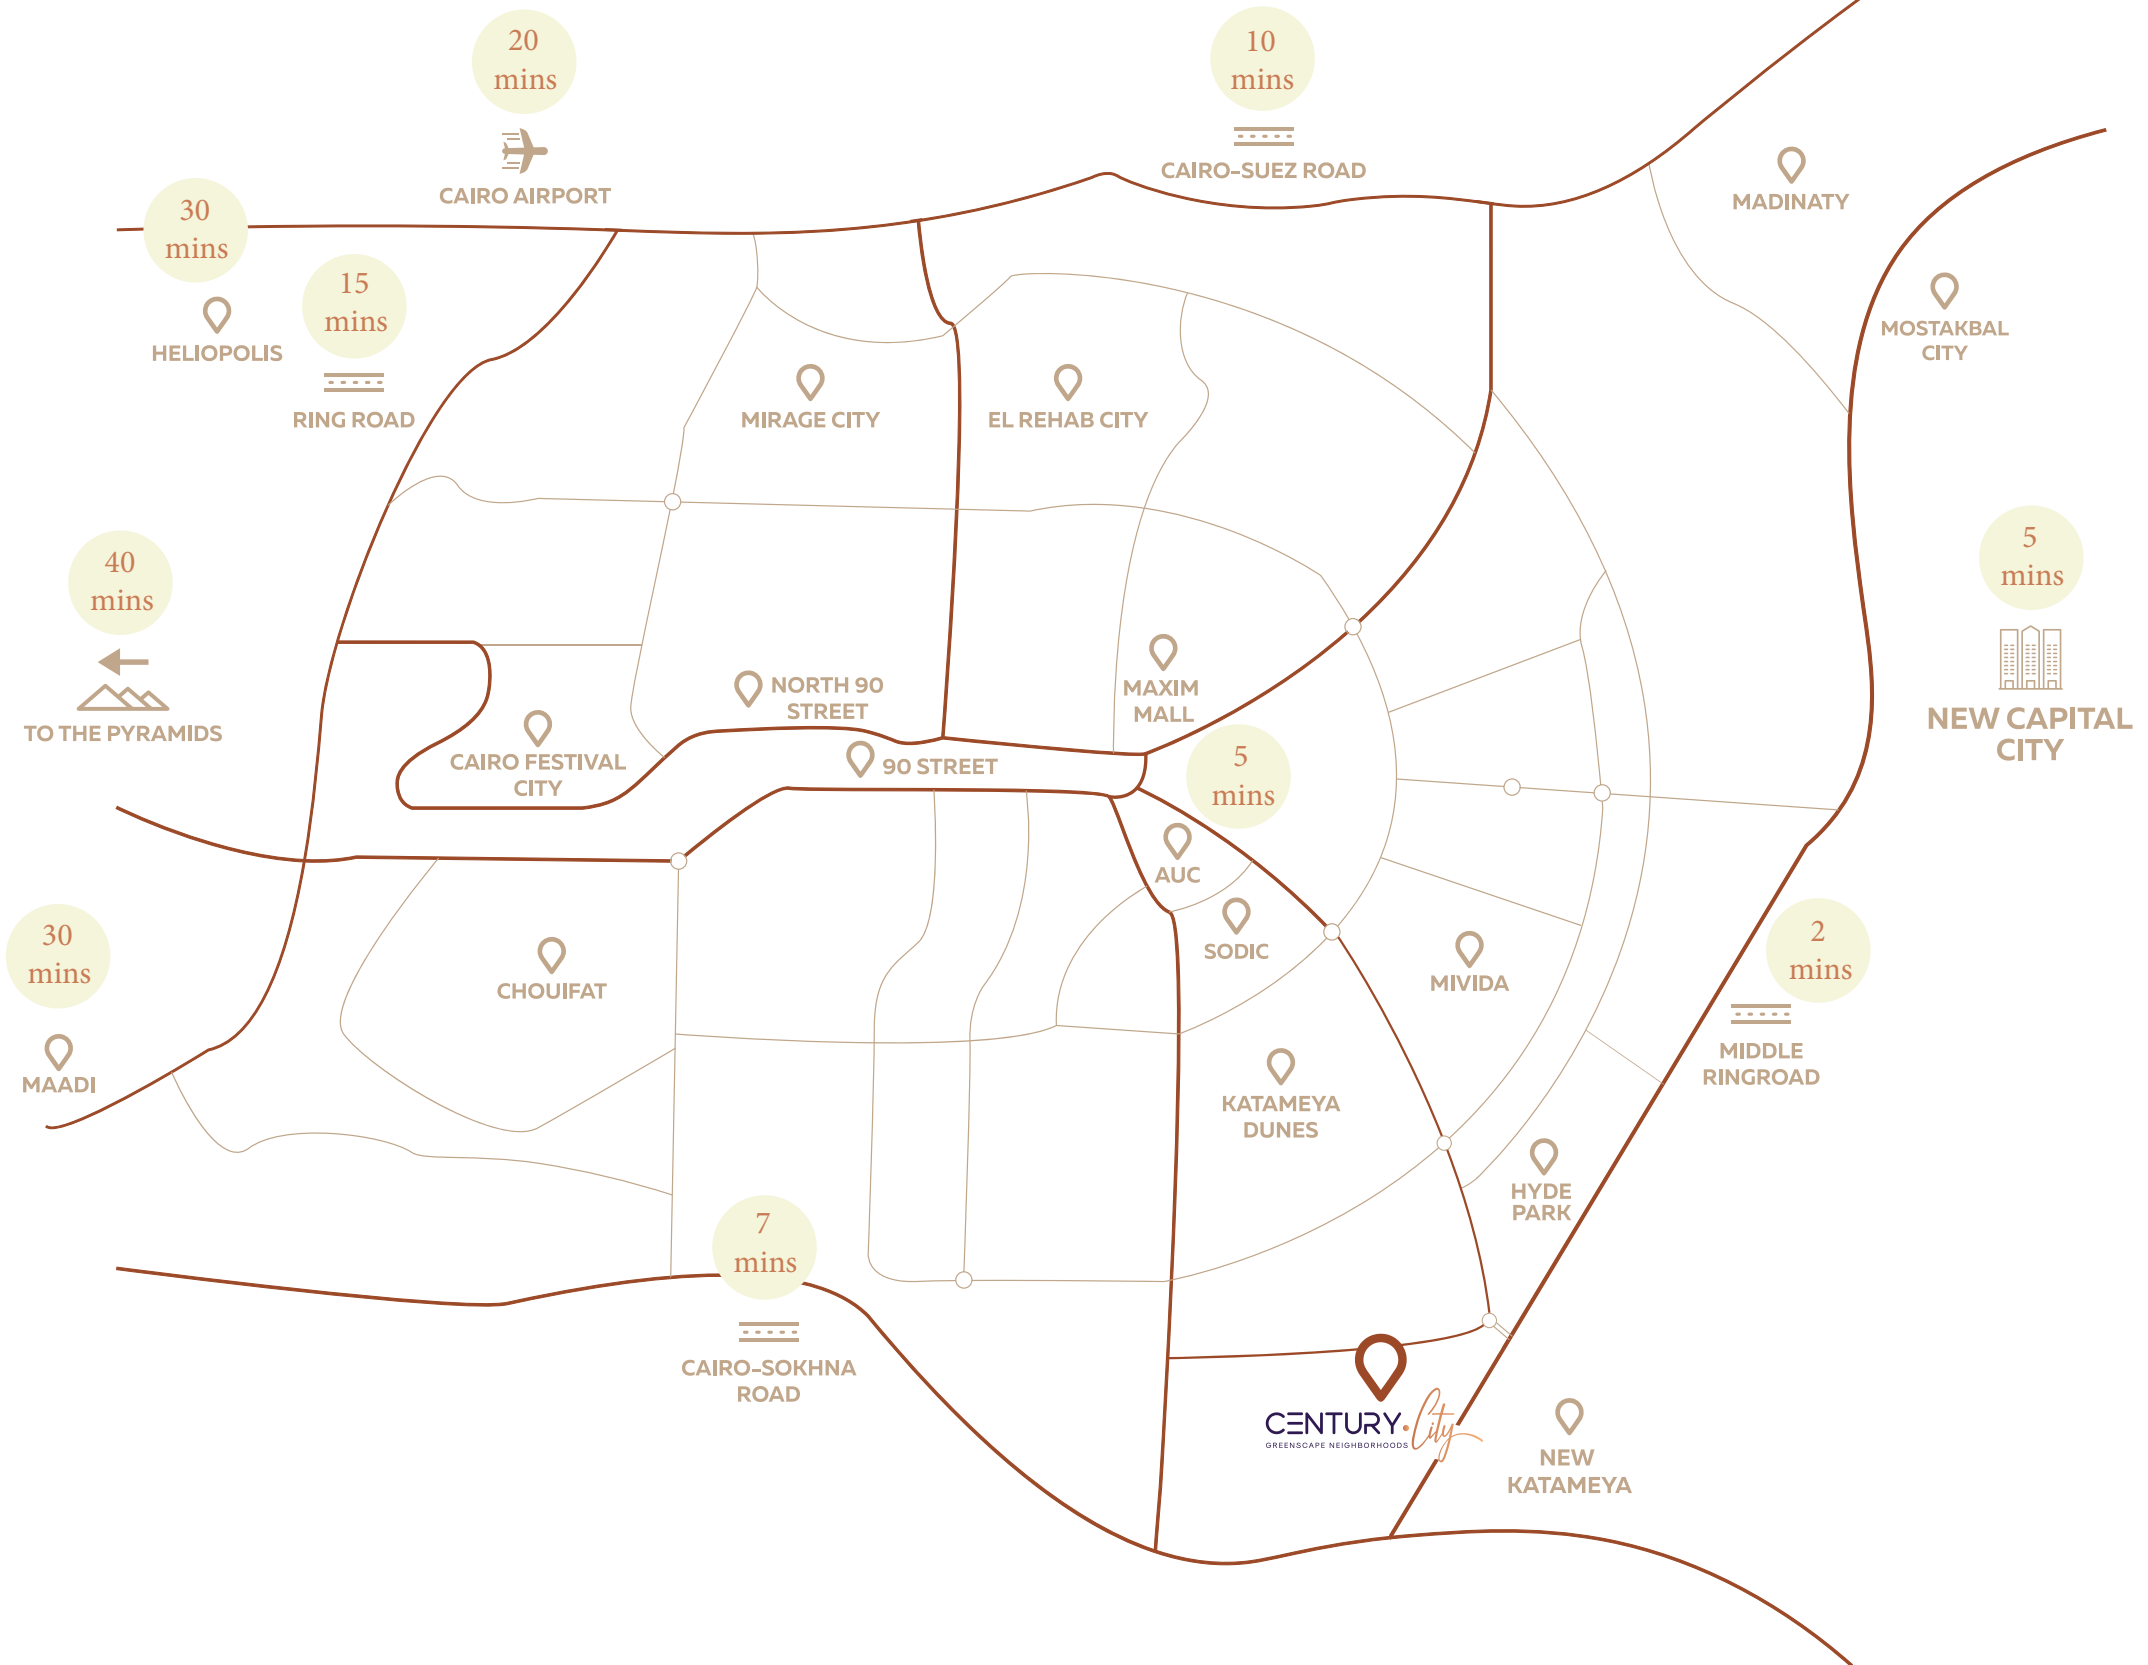 20
mins
CAIRO AIRPORT
10
mins
CAIRO-SUEZ ROAD
MADINATY
30
mins
HELIOPOLIS
15
mins
RING ROAD
MIRAGE CITY
EL REHAB CITY
MOSTAKBAL
CITY
40
mins
TO THE PYRAMIDS
5
mins
NEW CAPITAL
CITY
NORTH 90
STREET
MAXIM
MALL
CAIRO FESTIVAL
CITY
90 STREET
5
mins
AUC
SODIC
MIVIDA
2
mins
MIDDLE
RINGROAD
30
mins
MAADI
CHOUIFAT
KATAMEYA
DUNES
HYDE
PARK
7
mins
CAIRO-SOKHNA
ROAD
CENTURY City
GREENSCAPE NEIGHBORHOODS
NEW
KATAMEYA